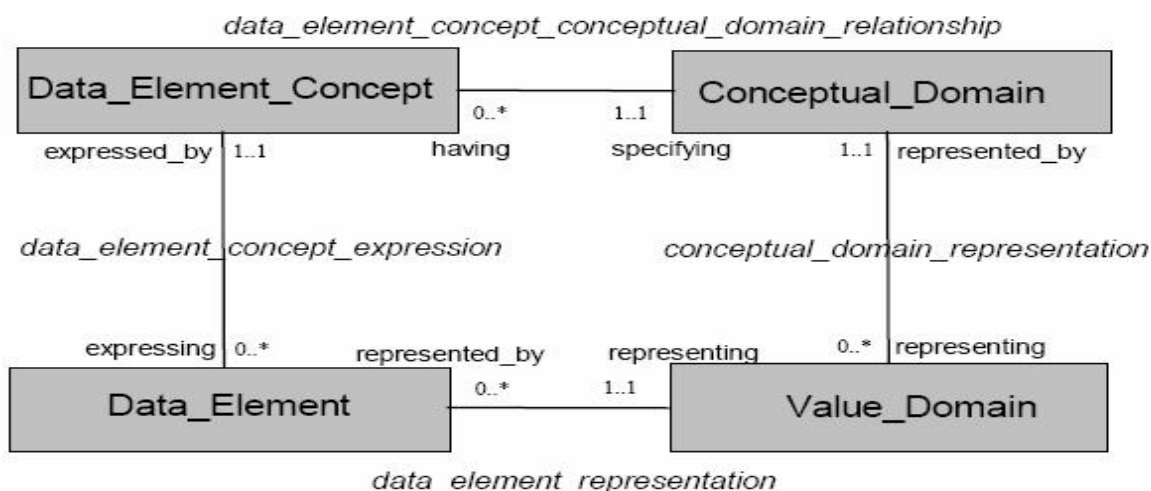 data_element_concept_conceptual_domain_relationship
Data_Element_Concept
0..*
1..1
Conceptual_Domain
expressed_by
1..1
having
specifying
1..1
represented_by
data_element_concept_expression
conceptual_domain_representation
expressing
0..*
represented_by
representing
0..*
representing
Data_Element
0..*
1..1
Value_Domain
data_element_representation